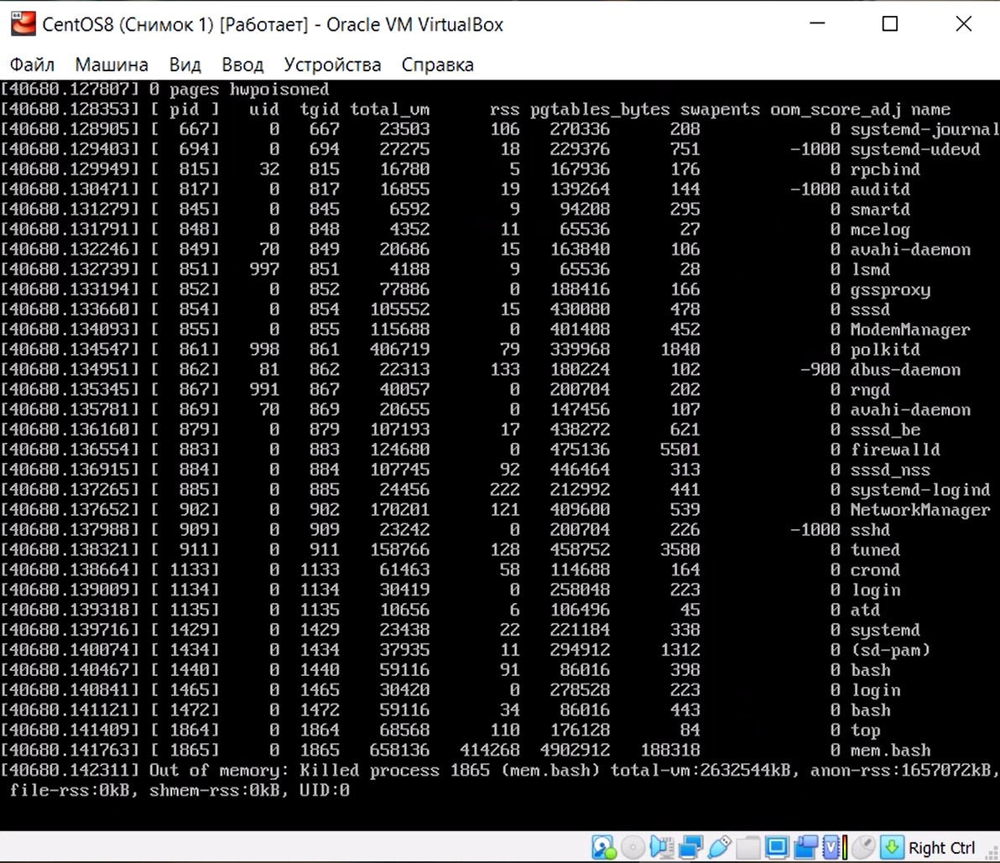 CentOS8 (Снимок 1) [Работает] - Oracle VM VirtualBox
Файл Машина Вид Ввод Устройства Справка
[40680.127807] 0 pages hwpoisoned
[40680.128353] [ pid ] uid tgid total_vm rss pgtables_bytes swapents oom_score_adj name
[40680.128905] [ 667] 0 667 23503 106 270336 208 0 systemd-journal
[40680.129403] [ 694] 0 694 27275 18 229376 751 -1000 systemd-udevd
[40680.129949] [ 815] 32 815 16780 5 167936 176 0 rpcbind
[40680.130471] [ 817] 0 817 16855 19 139264 144 -1000 auditd
[40680.131279] [ 845] 0 845 6592 9 94208 295 0 smartd
[40680.131791] [ 848] 0 848 4352 11 65536 27 0 mcelog
[40680.132246] [ 849] 70 849 20686 15 163840 106 0 avahi-daemon
[40680.132739] [ 851] 997 851 4188 9 65536 28 0 lsmd
[40680.133194] [ 852] 0 852 77886 0 188416 166 0 gssproxy
[40680.133660] [ 854] 0 854 105552 15 430080 478 0 sssd
[40680.134093] [ 855] 0 855 115688 0 401408 452 0 ModemManager
[40680.134547] [ 861] 998 861 406719 79 339968 1840 0 polkitd
[40680.134951] [ 862] 81 862 22313 133 180224 102 -900 dbus-daemon
[40680.135345] [ 867] 991 867 40057 0 200704 202 0 rngd
[40680.135781] [ 869] 70 869 20655 0 147456 107 0 avahi-daemon
[40680.136160] [ 879] 0 879 107193 17 438272 621 0 sssd_be
[40680.136554] [ 883] 0 883 124680 0 475136 5501 0 firewalld
[40680.136915] [ 884] 0 884 107745 92 446464 313 0 sssd_nss
[40680.137265] [ 885] 0 885 24456 222 212992 441 0 systemd-logind
[40680.137652] [ 902] 0 902 170201 121 409600 539 0 NetworkManager
[40680.137988] [ 909] 0 909 23242 0 200704 226 -1000 sshd
[40680.138321] [ 911] 0 911 158766 128 458752 3580 0 tuned
[40680.138664] [ 1133] 0 1133 61463 58 114688 164 0 crond
[40680.139009] [ 1134] 0 1134 30419 0 258048 223 0 login
[40680.139318] [ 1135] 0 1135 10656 6 106496 45 0 atd
[40680.139716] [ 1429] 0 1429 23438 22 221184 338 0 systemd
[40680.140074] [ 1434] 0 1434 37935 11 294912 1312 0 (sd-pam)
[40680.140467] [ 1440] 0 1440 59116 91 86016 398 0 bash
[40680.140841] [ 1465] 0 1465 30420 0 278528 223 0 login
[40680.141121] [ 1472] 0 1472 59116 34 86016 443 0 bash
[40680.141409] [ 1864] 0 1864 68568 110 176128 84 0 top
[40680.141763] [ 1865] 0 1865 658136 414268 4902912 188318 0 mem.bash
[40680.142311] Out of memory: Killed process 1865 (mem.bash) total-vm:2632544kB, anon-rss:1657072kB,
file-rss:0kB, shmem-rss:0kB, UID:0
Right Ctrl